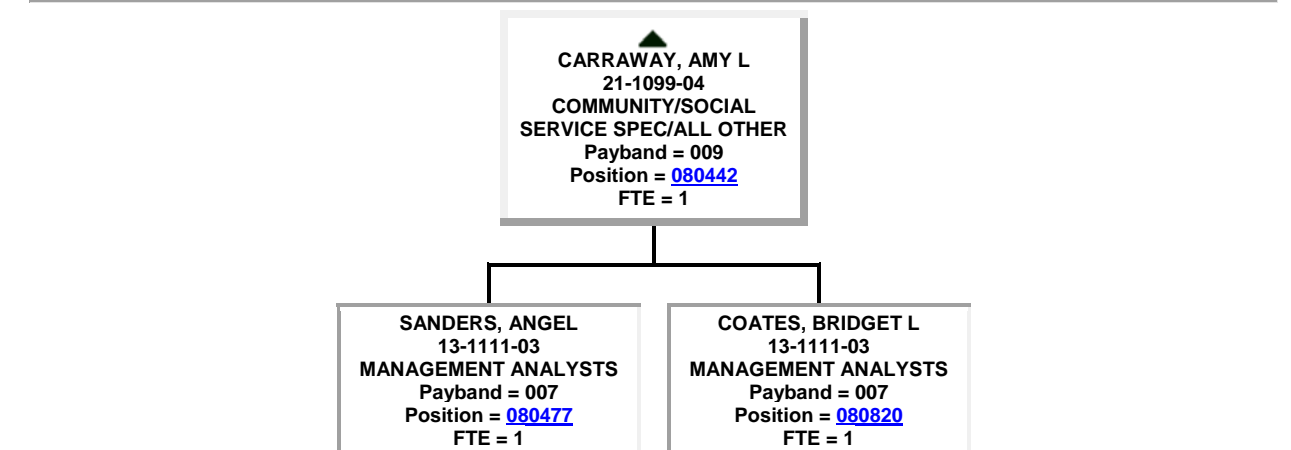 CARRAWAY, AMY L
21-1099-04
COMMUNITY/SOCIAL
SERVICE SPEC/ALL OTHER
Payband = 009
Position = 080442
FTE = 1
SANDERS, ANGEL
13-1111-03
MANAGEMENT ANALYSTS
Payband = 007
Position = 080477
FTE = 1
COATES, BRIDGET L
13-1111-03
MANAGEMENT ANALYSTS
Payband = 007
Position = 080820
FTE = 1